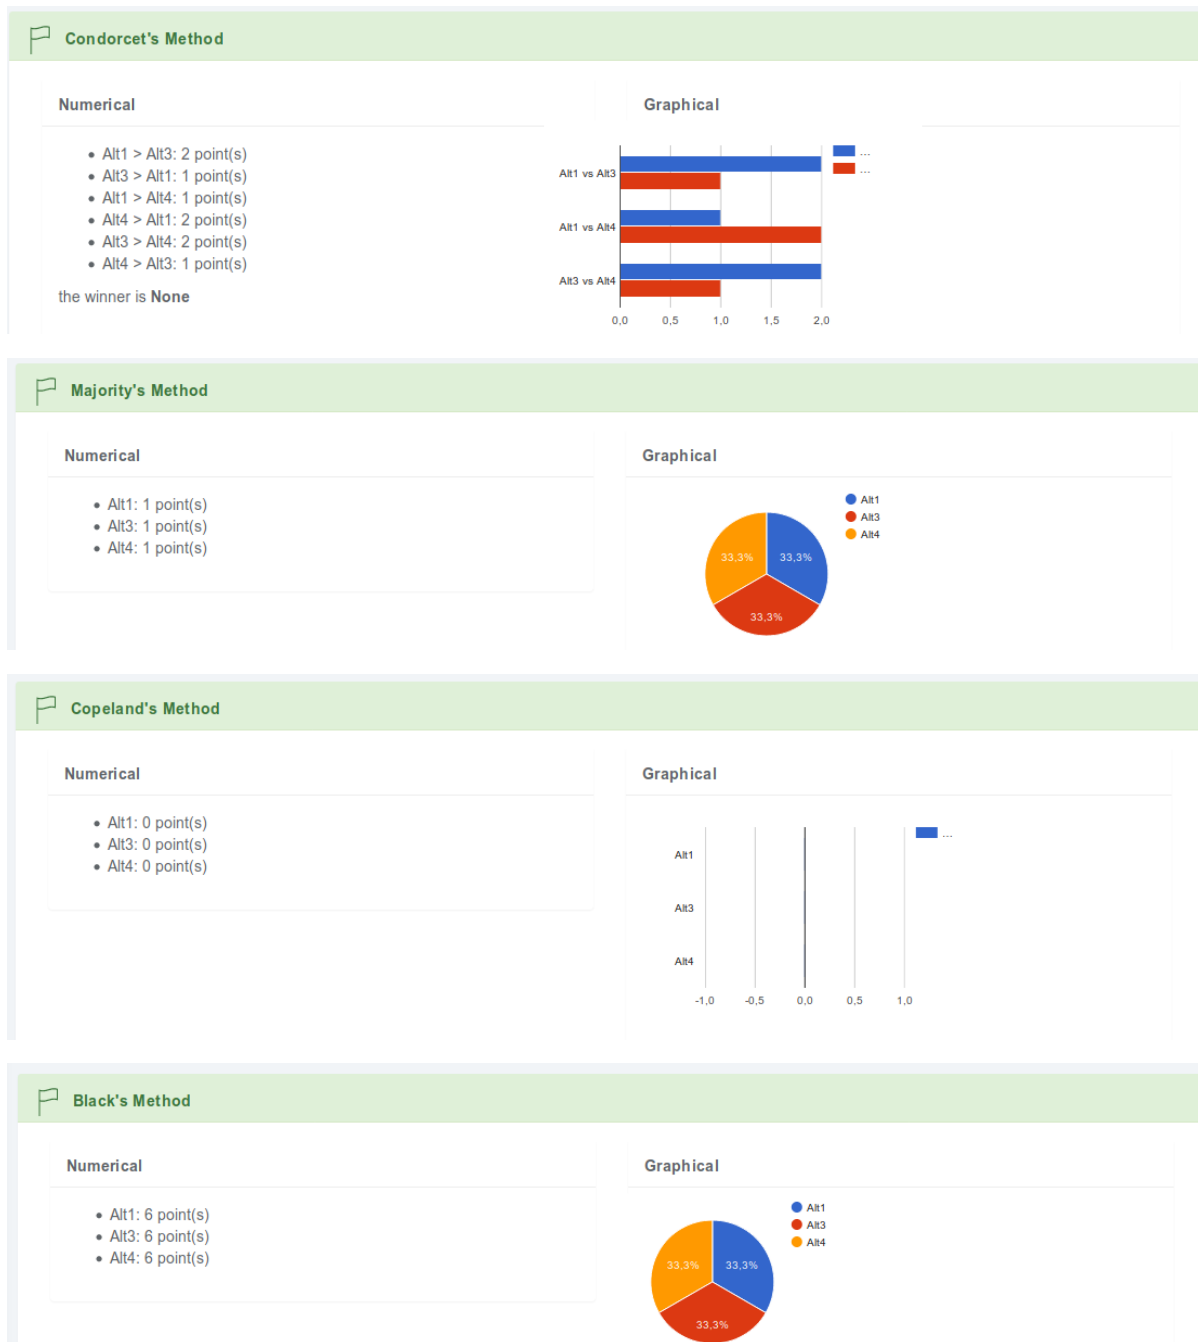 Condorcet's Method
Numerical
Graphical
• Alt1 > Alt3: 2 point(s)
• Alt3 > Alt1: 1 point(s)
• Alt1 > Alt4: 1 point(s)
• Alt4 > Alt1: 2 point(s)
• Alt3 > Alt4: 2 point(s)
• Alt4 > Alt3: 1 point(s)
the winner is None
...
...
Alt1 vs Alt3
Alt1 vs Alt4
Alt3 vs Alt4
0,0 0,5 1,0 1,5 2,0
Majority's Method
Numerical
Graphical
• Alt1: 1 point(s)
• Alt3: 1 point(s)
• Alt4: 1 point(s)
Alt1
Alt3
Alt4
33,3% 33,3%
33,3%
Copeland's Method
Numerical
Graphical
• Alt1: 0 point(s)
• Alt3: 0 point(s)
• Alt4: 0 point(s)
...
Alt1
Alt3
Alt4
-1,0 -0,5 0,0 0,5 1,0
Black's Method
Numerical
Graphical
• Alt1: 6 point(s)
• Alt3: 6 point(s)
• Alt4: 6 point(s)
Alt1
Alt3
Alt4
33,3% 33,3%
33,3%